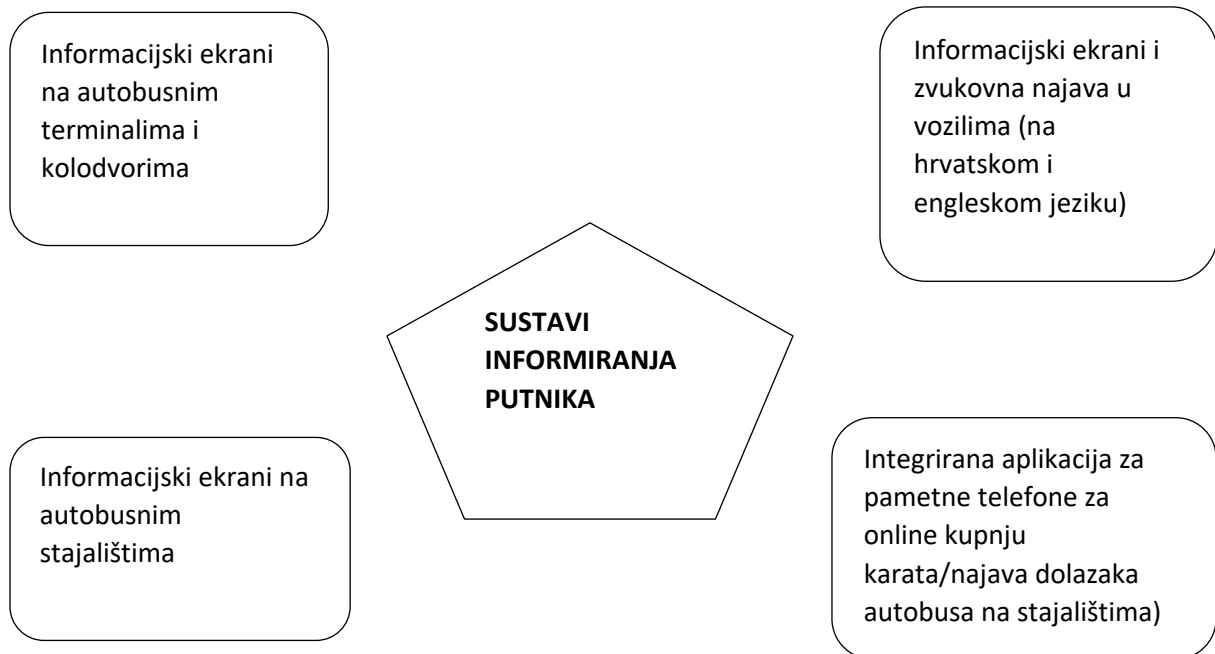 Informacijski ekrani
na autobusnim
terminalima i
kolodvorima
Informacijski ekrani i
zvukovna najava u
vozilima (na
hrvatskom i
engleskom jeziku)
SUSTAVI
INFORMIRANJA
PUTNIKA
Informacijski ekrani na
autobusnim
stajalištima
Integrirana aplikacija za
pametne telefone za
online kupnju
karata/najava dolazaka
autobusa na stajalištima)